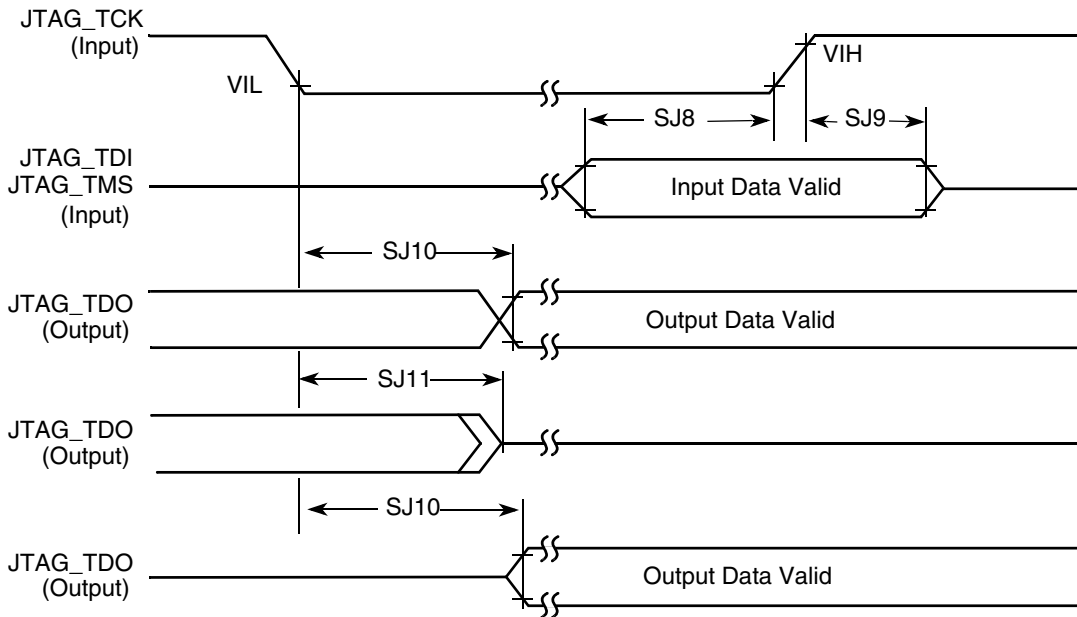 JTAG_TCK
(Input)
VIL
VIH
SJ8
SJ9
JTAG_TDI
JTAG_TMS
(Input)
Input Data Valid
SJ10
JTAG_TDO
(Output)
Output Data Valid
SJ11
JTAG_TDO
(Output)
SJ10
JTAG_TDO
(Output)
Output Data Valid